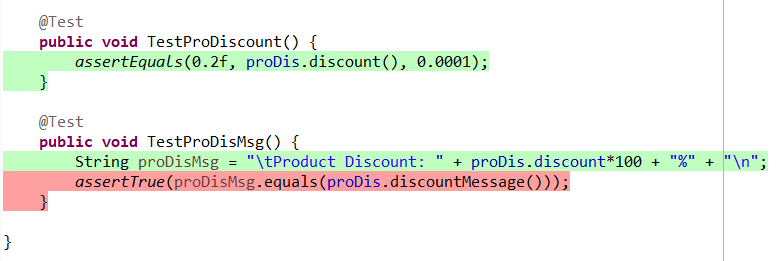 @Test
public void TestProDiscount() {
assertEquals(0.2f, proDis.discount(), 0.0001);
}
@Test
public void TestProDisMsg() {
String proDisMsg = "\tProduct Discount: " + proDis.discount*100 + "%" + "\n";
assertTrue(proDisMsg.equals(proDis.discountMessage()));
}
}